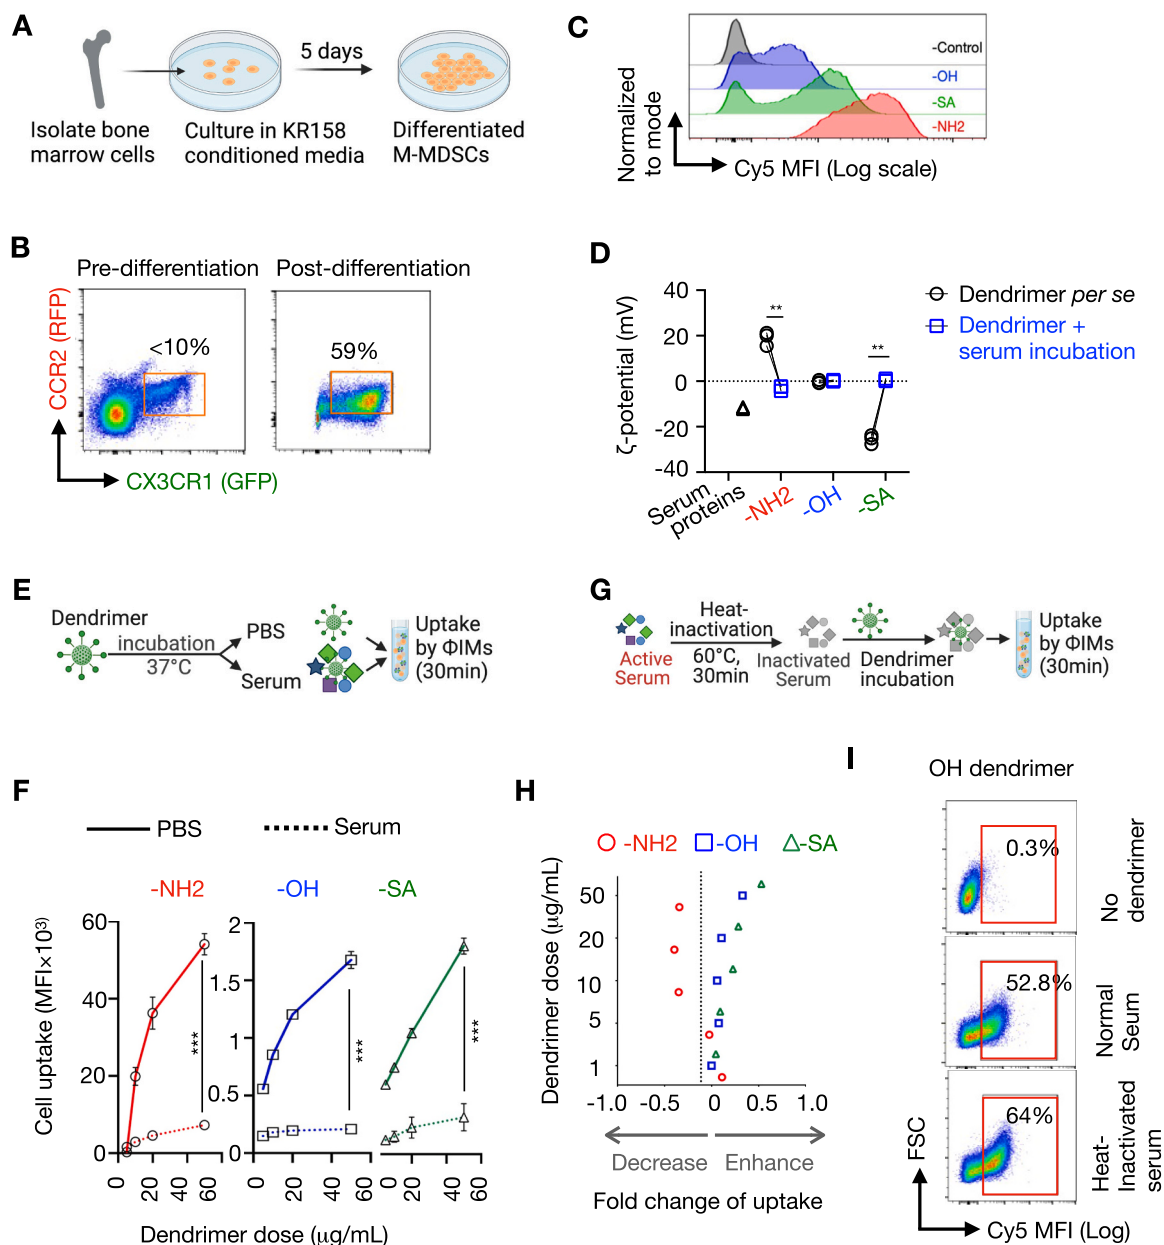 A
Isolate bone
marrow cells
Culture in KR158
conditioned media
5 days
Differentiated
M-MDSCs
C
Normalized
to mode
-Control
-OH
-SA
-NH2
Cy5 MFI (Log scale)
B
Pre-differentiation
Post-differentiation
<10%
59%
CCR2 (RFP)
CX3CR1 (GFP)
D
ζ-potential (mV)
40
20
0
-20
-40
**
**
Serum
proteins
-NH2
-OH
-SA
Dendrimer per se
Dendrimer +
serum incubation
E
Dendrimer
incubation
37°C
PBS
Serum
Uptake
by ΦIMs
(30min)
G
Active
Serum
Heat-
inactivation
60°C,
30min
Inactivated
Serum
Dendrimer
incubation
Uptake
by ΦIMs
(30min)
F
PBS
Serum
-NH2
-OH
-SA
Cell uptake (MFI×10³)
60
40
20
0
2
1.5
1
0.5
0
***
***
***
0
20
40
60
0
20
40
60
0
20
40
60
Dendrimer dose (μg/mL)
H
-NH2
-OH
-SA
Dendrimer dose (μg/mL)
50
20
10
5
1
-1.0
-0.5
0
0.5
1.0
Decrease
Enhance
Fold change of uptake
I
OH dendrimer
0.3%
No
dendrimer
52.8%
Normal
Seum
64%
Heat-
Inactivated
serum
FSC
Cy5 MFI (Log)